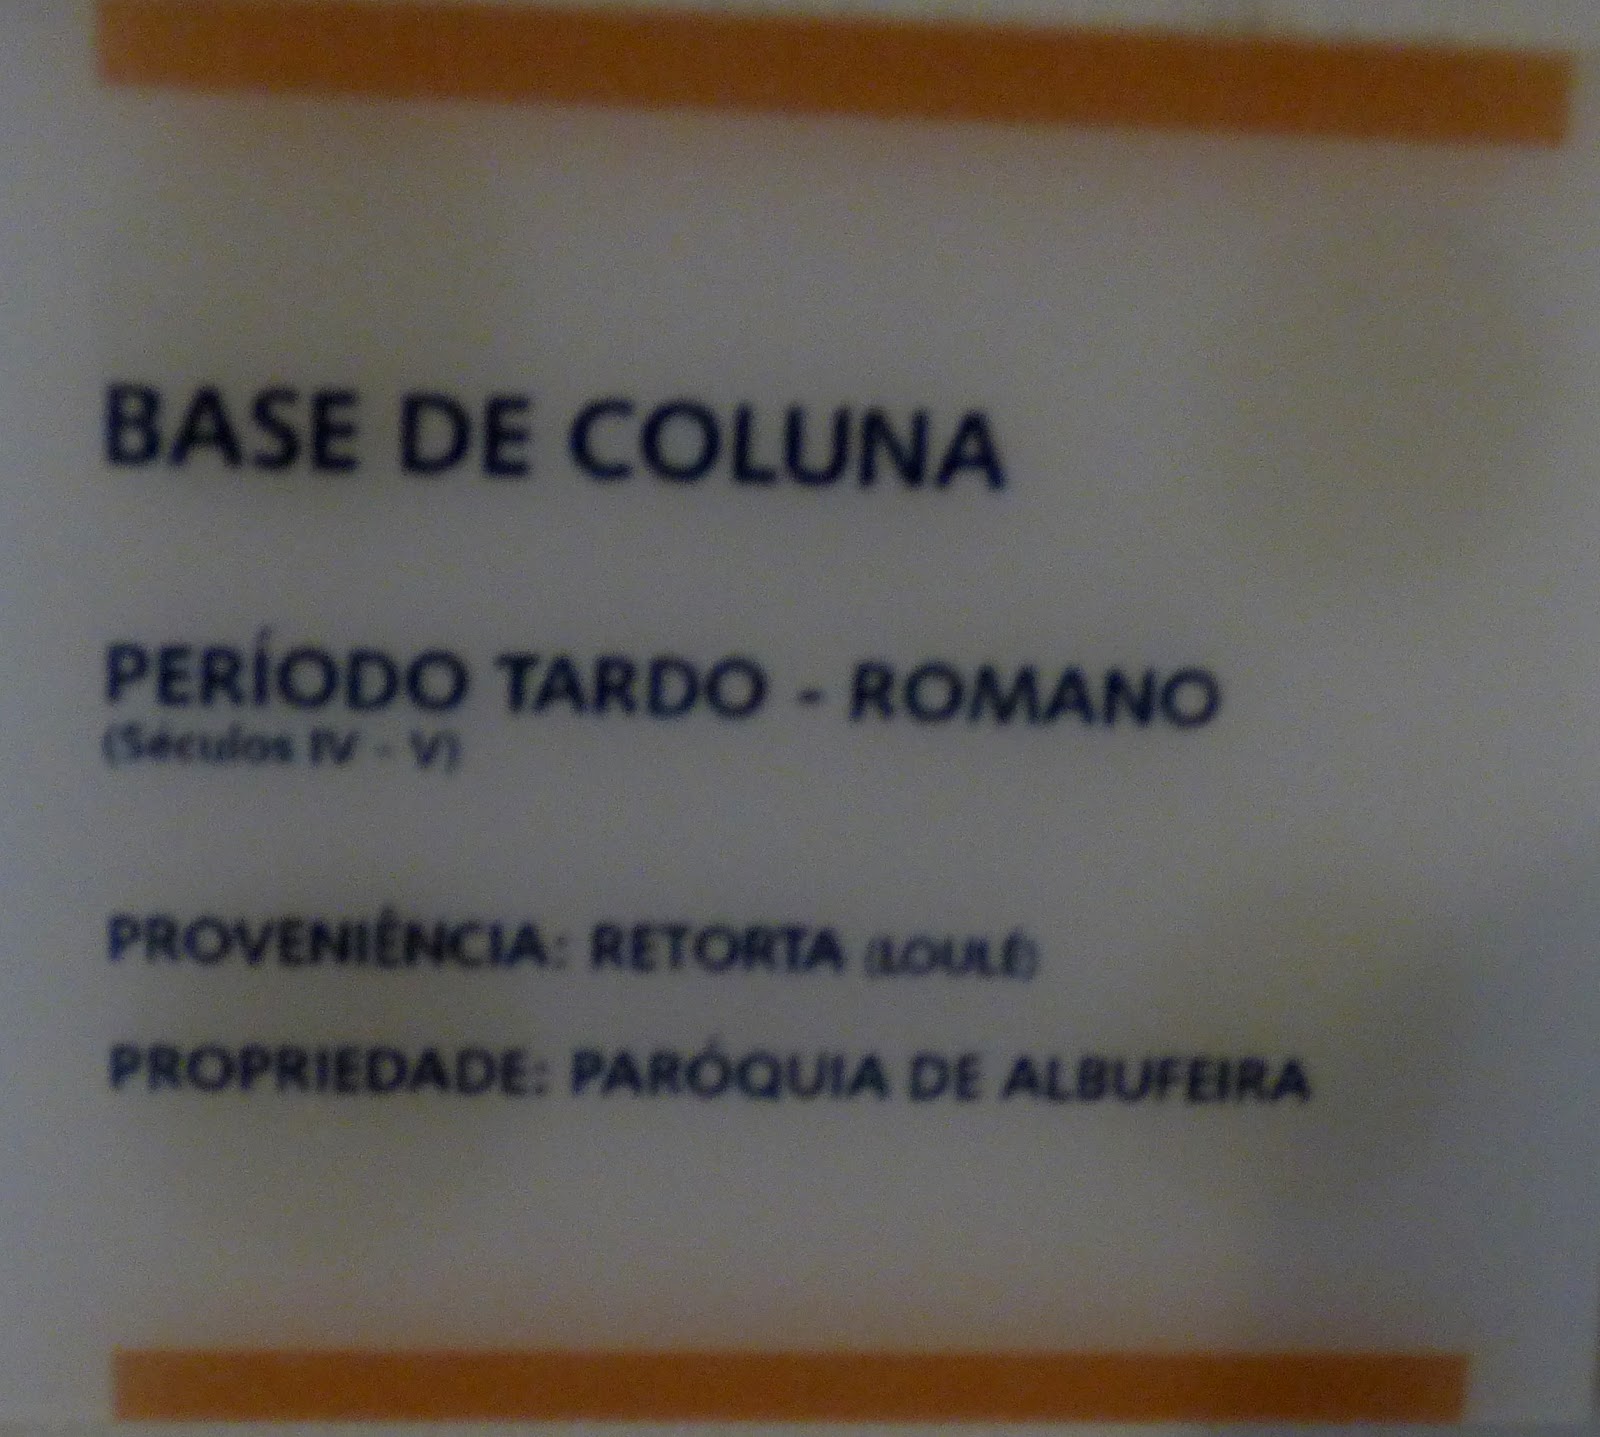 BASE DE COLUNA
PERÍODO TARDO - ROMANO
(Séculos IV - V)
PROVENIÊNCIA: RETORTA (LOULÉ)
PROPRIEDADE: PARÓQUIA DE ALBUFEIRA